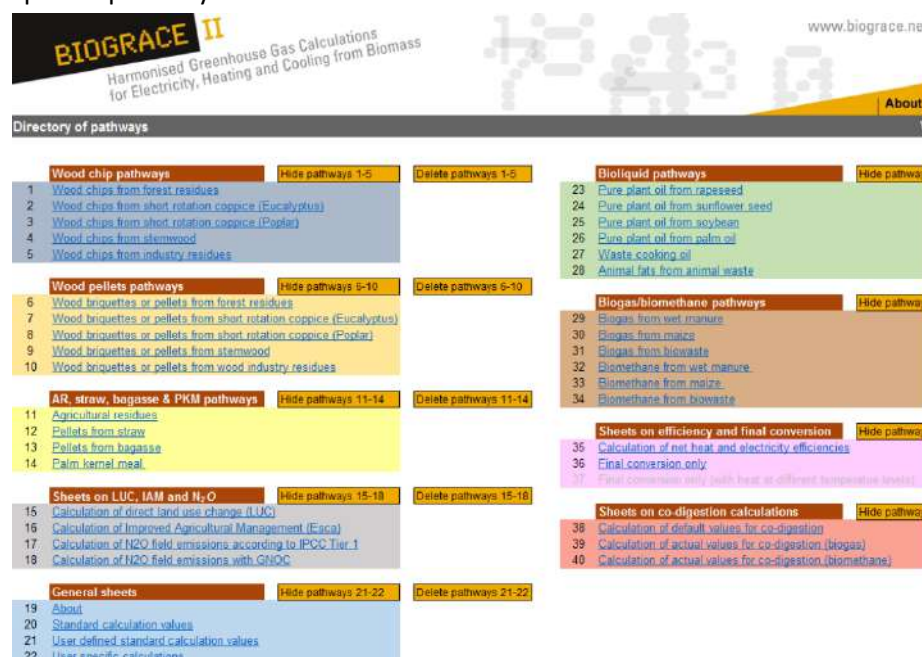 BIOGRACE II
Harmonised Greenhouse Gas Calculations
for Electricity, Heating and Cooling from Biomass
www.biograce.ne
About
Directory of pathways
Wood chip pathways Hide pathways 1-5 Delete pathways 1-5
1 Wood chips from forest residues
2 Wood chips from short rotation coppice (Eucalyptus)
3 Wood chips from short rotation coppice (Poplar)
4 Wood chips from stemwood
5 Wood chips from industry residues
Wood pellets pathways Hide pathways 6-10 Delete pathways 6-10
6 Wood briquettes or pellets from forest residues
7 Wood briquettes or pellets from short rotation coppice (Eucalyptus)
8 Wood briquettes or pellets from short rotation coppice (Poplar)
9 Wood briquettes or pellets from stemwood
10 Wood briquettes or pellets from wood industry residues
AR, straw, bagasse & PKM pathways Hide pathways 11-14 Delete pathways 11-14
11 Agricultural residues
12 Pellets from straw
13 Pellets from bagasse
14 Palm kernel meal
Sheets on LUC, IAM and N₂O Hide pathways 15-18 Delete pathways 15-18
15 Calculation of direct land use change (LUC)
16 Calculation of Improved Agricultural Management (Esca)
17 Calculation of N2O field emissions according to IPCC Tier 1
18 Calculation of N2O field emissions with GNOC
General sheets Hide pathways 21-22 Delete pathways 21-22
19 About
20 Standard calculation values
21 User defined standard calculation values
22 User specific calculations
Bioliquid pathways Hide pathway
23 Pure plant oil from rapeseed
24 Pure plant oil from sunflower seed
25 Pure plant oil from soybean
26 Pure plant oil from palm oil
27 Waste cooking oil
28 Animal fats from animal waste
Biogas/biomethane pathways Hide pathway
29 Biogas from wet manure
30 Biogas from maize
31 Biogas from biowaste
32 Biomethane from wet manure
33 Biomethane from maize
34 Biomethane from biowaste
Sheets on efficiency and final conversion Hide pathway
35 Calculation of net heat and electricity efficiencies
36 Final conversion only
37 Final conversion only (with heat at different temperature levels)
Sheets on co-digestion calculations Hide pathway
38 Calculation of default values for co-digestion
39 Calculation of actual values for co-digestion (biogas)
40 Calculation of actual values for co-digestion (biomethane)